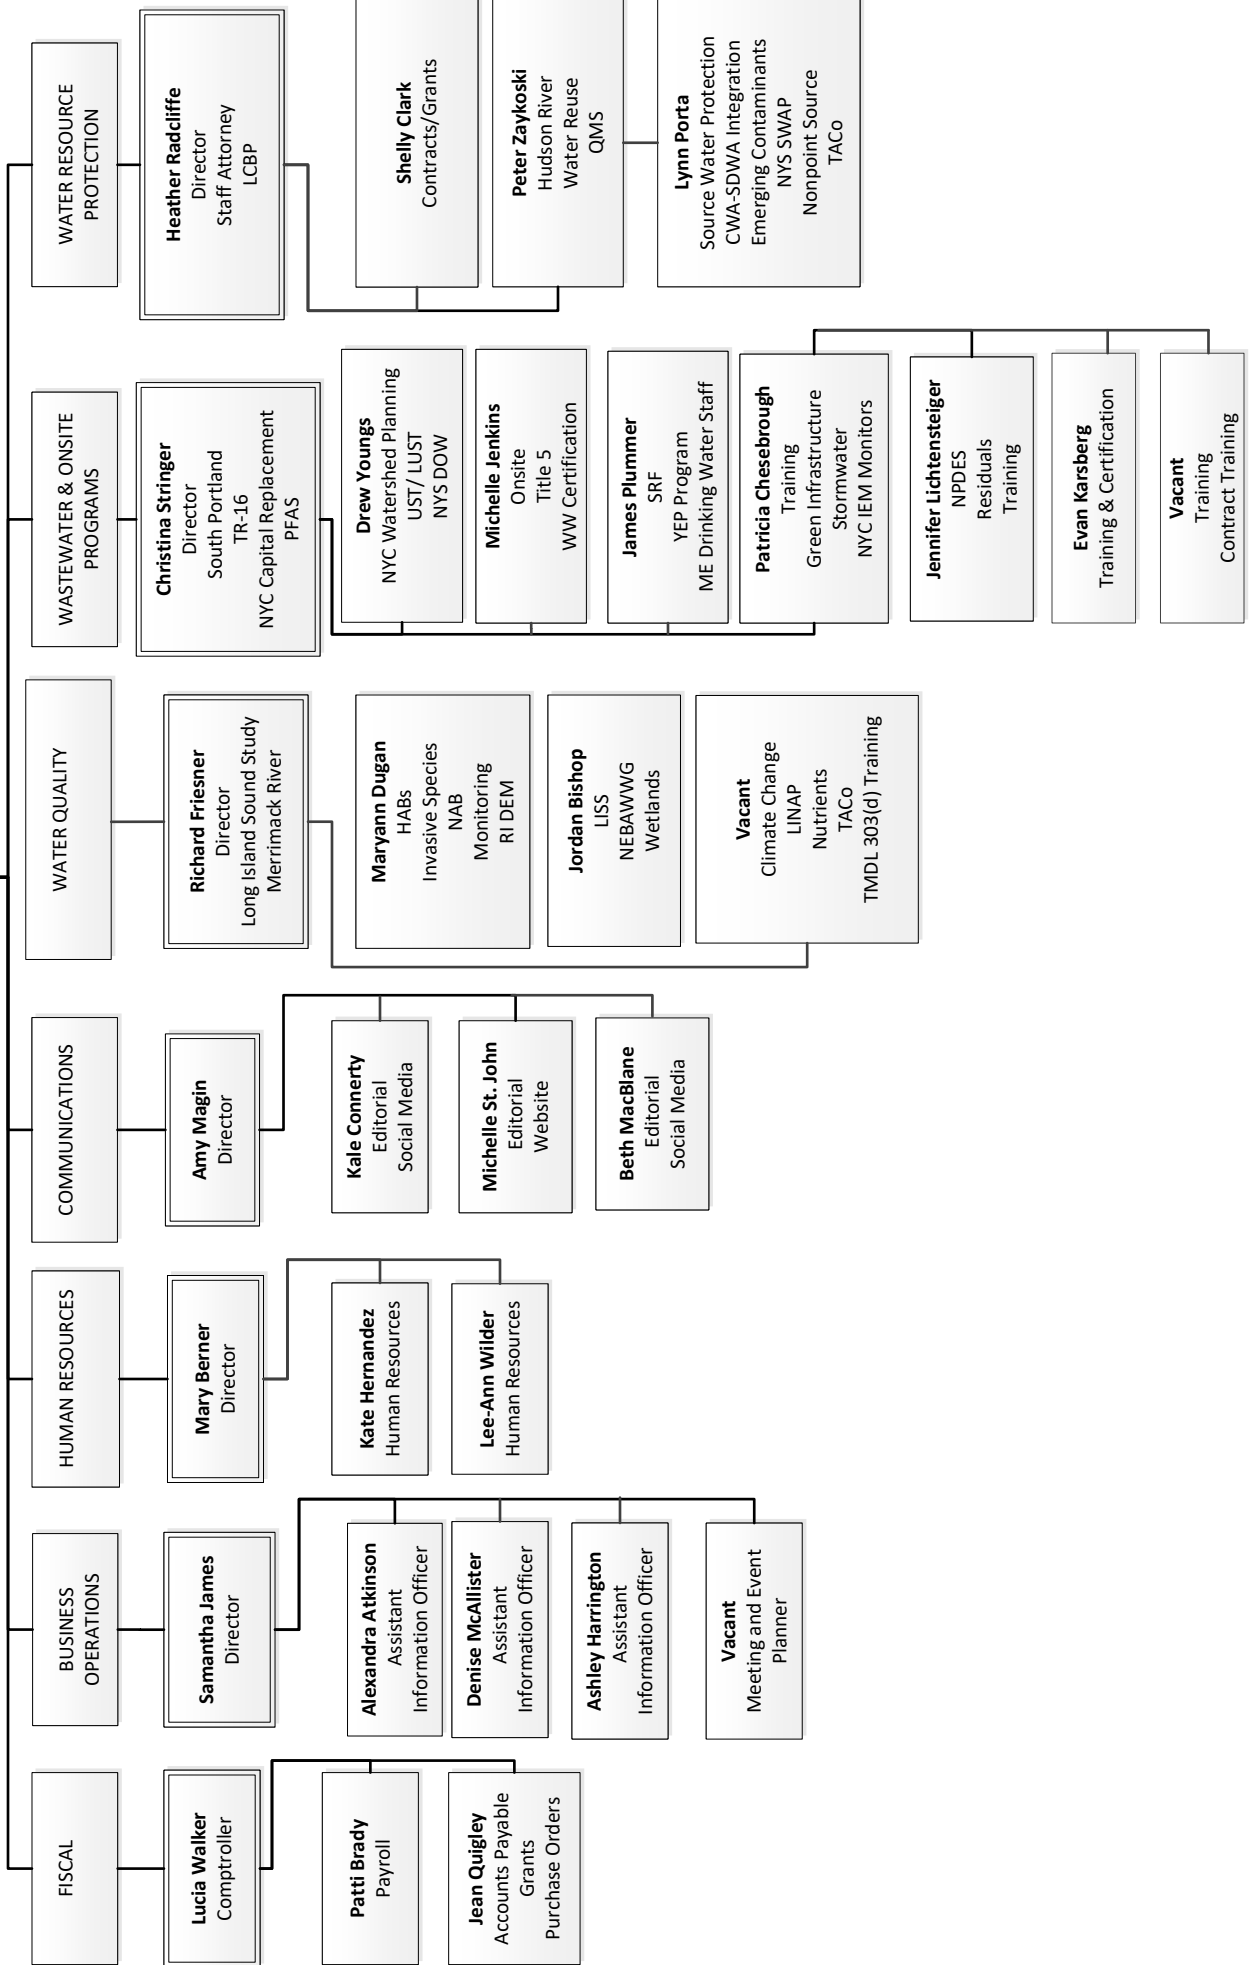 FISCAL
Lucia Walker
Comptroller
Patti Brady
Payroll
Jean Quigley
Accounts Payable
Grants
Purchase Orders
BUSINESS
OPERATIONS
Samantha James
Director
Alexandra Atkinson
Assistant
Information Officer
Denise McAllister
Assistant
Information Officer
Ashley Harrington
Assistant
Information Officer
Vacant
Meeting and Event
Planner
HUMAN RESOURCES
Mary Berner
Director
Kate Hernandez
Human Resources
Lee-Ann Wilder
Human Resources
COMMUNICATIONS
Amy Magin
Director
Kale Connerty
Editorial
Social Media
Michelle St. John
Editorial
Website
Beth MacBlane
Editorial
Social Media
WATER QUALITY
Richard Friesner
Director
Long Island Sound Study
Merrimack River
Maryann Dugan
HABs
Invasive Species
NAB
Monitoring
RI DEM
Jordan Bishop
LISS
NEBAWWG
Wetlands
Vacant
Climate Change
LINAP
Nutrients
TACo
TMDL 303(d) Training
WASTEWATER & ONSITE
PROGRAMS
Christina Stringer
Director
South Portland
TR-16
NYC Capital Replacement
PFAS
Drew Youngs
NYC Watershed Planning
UST/ LUST
NYS DOW
Michelle Jenkins
Onsite
Title 5
WW Certification
James Plummer
SRF
YEP Program
ME Drinking Water Staff
Patricia Chesebrough
Training
Green Infrastructure
Stormwater
NYC IEM Monitors
Jennifer Lichtensteiger
NPDES
Residuals
Training
Evan Karsberg
Training & Certification
Vacant
Training
Contract Training
WATER RESOURCE
PROTECTION
Heather Radcliffe
Director
Staff Attorney
LCBP
Shelly Clark
Contracts/Grants
Peter Zaykoski
Hudson River
Water Reuse
QMS
Lynn Porta
Source Water Protection
CWA-SDWA Integration
Emerging Contaminants
NYS SWAP
Nonpoint Source
TACo